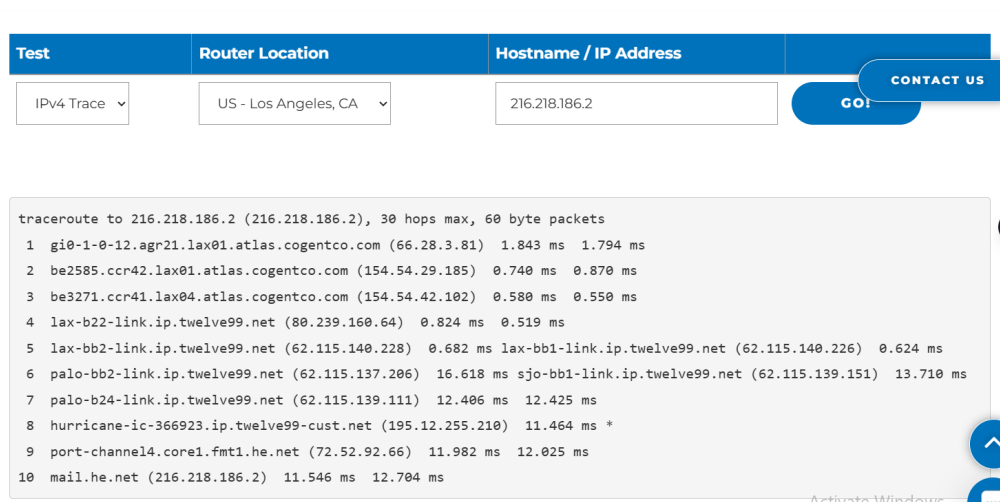 Test Router Location Hostname / IP Address
CONTACT US
IPv4 Trace US - Los Angeles, CA 216.218.186.2 GO!
traceroute to 216.218.186.2 (216.218.186.2), 30 hops max, 60 byte packets
1 gi0-1-0-12.agr21.lax01.atlas.cogentco.com (66.28.3.81) 1.843 ms 1.794 ms
2 be2585.ccr42.lax01.atlas.cogentco.com (154.54.29.185) 0.740 ms 0.870 ms
3 be3271.ccr41.lax04.atlas.cogentco.com (154.54.42.102) 0.580 ms 0.550 ms
4 lax-b22-link.ip.twelve99.net (80.239.160.64) 0.824 ms 0.519 ms
5 lax-bb2-link.ip.twelve99.net (62.115.140.228) 0.682 ms lax-bb1-link.ip.twelve99.net (62.115.140.226) 0.624 ms
6 palo-bb2-link.ip.twelve99.net (62.115.137.206) 16.618 ms sjo-bb1-link.ip.twelve99.net (62.115.139.151) 13.710 ms
7 palo-b24-link.ip.twelve99.net (62.115.139.111) 12.406 ms 12.425 ms
8 hurricane-ic-366923.ip.twelve99-cust.net (195.12.255.210) 11.464 ms *
9 port-channel4.core1.fmt1.he.net (72.52.92.66) 11.982 ms 12.025 ms
10 mail.he.net (216.218.186.2) 11.546 ms 12.704 ms
Activate Windows